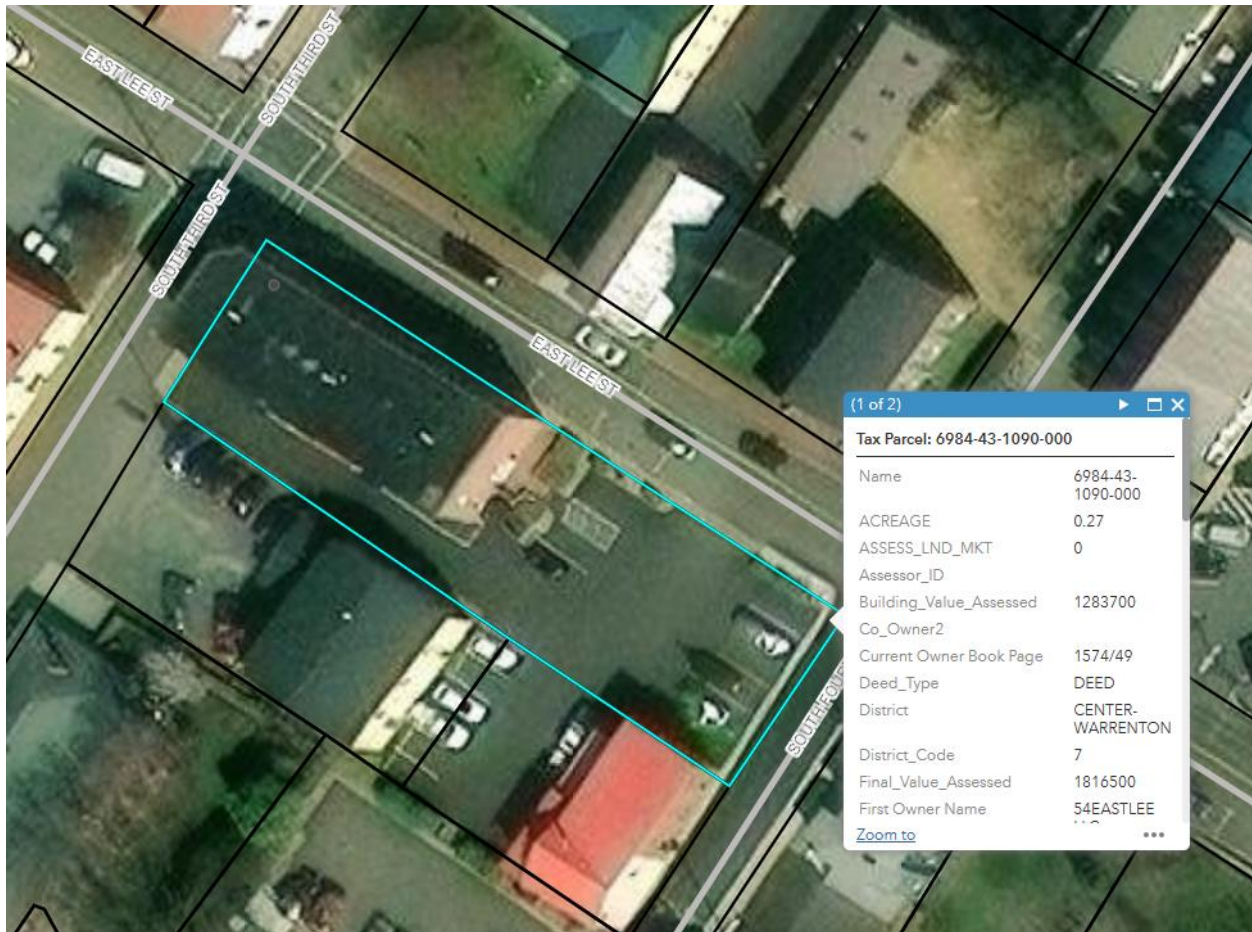 EAST LEE ST
SOUTH THIRD ST
SOUTH THIRD ST
EAST LEE ST
SOUTH FOU
(1 of 2)
Tax Parcel: 6984-43-1090-000
Name 6984-43-
1090-000
ACREAGE 0.27
ASSESS_LND_MKT 0
Assessor_ID
Building_Value_Assessed 1283700
Co_Owner2
Current Owner Book Page 1574/49
Deed_Type DEED
District CENTER-
WARRENTON
District_Code 7
Final_Value_Assessed 1816500
First Owner Name 54EASTLEE
Zoom to